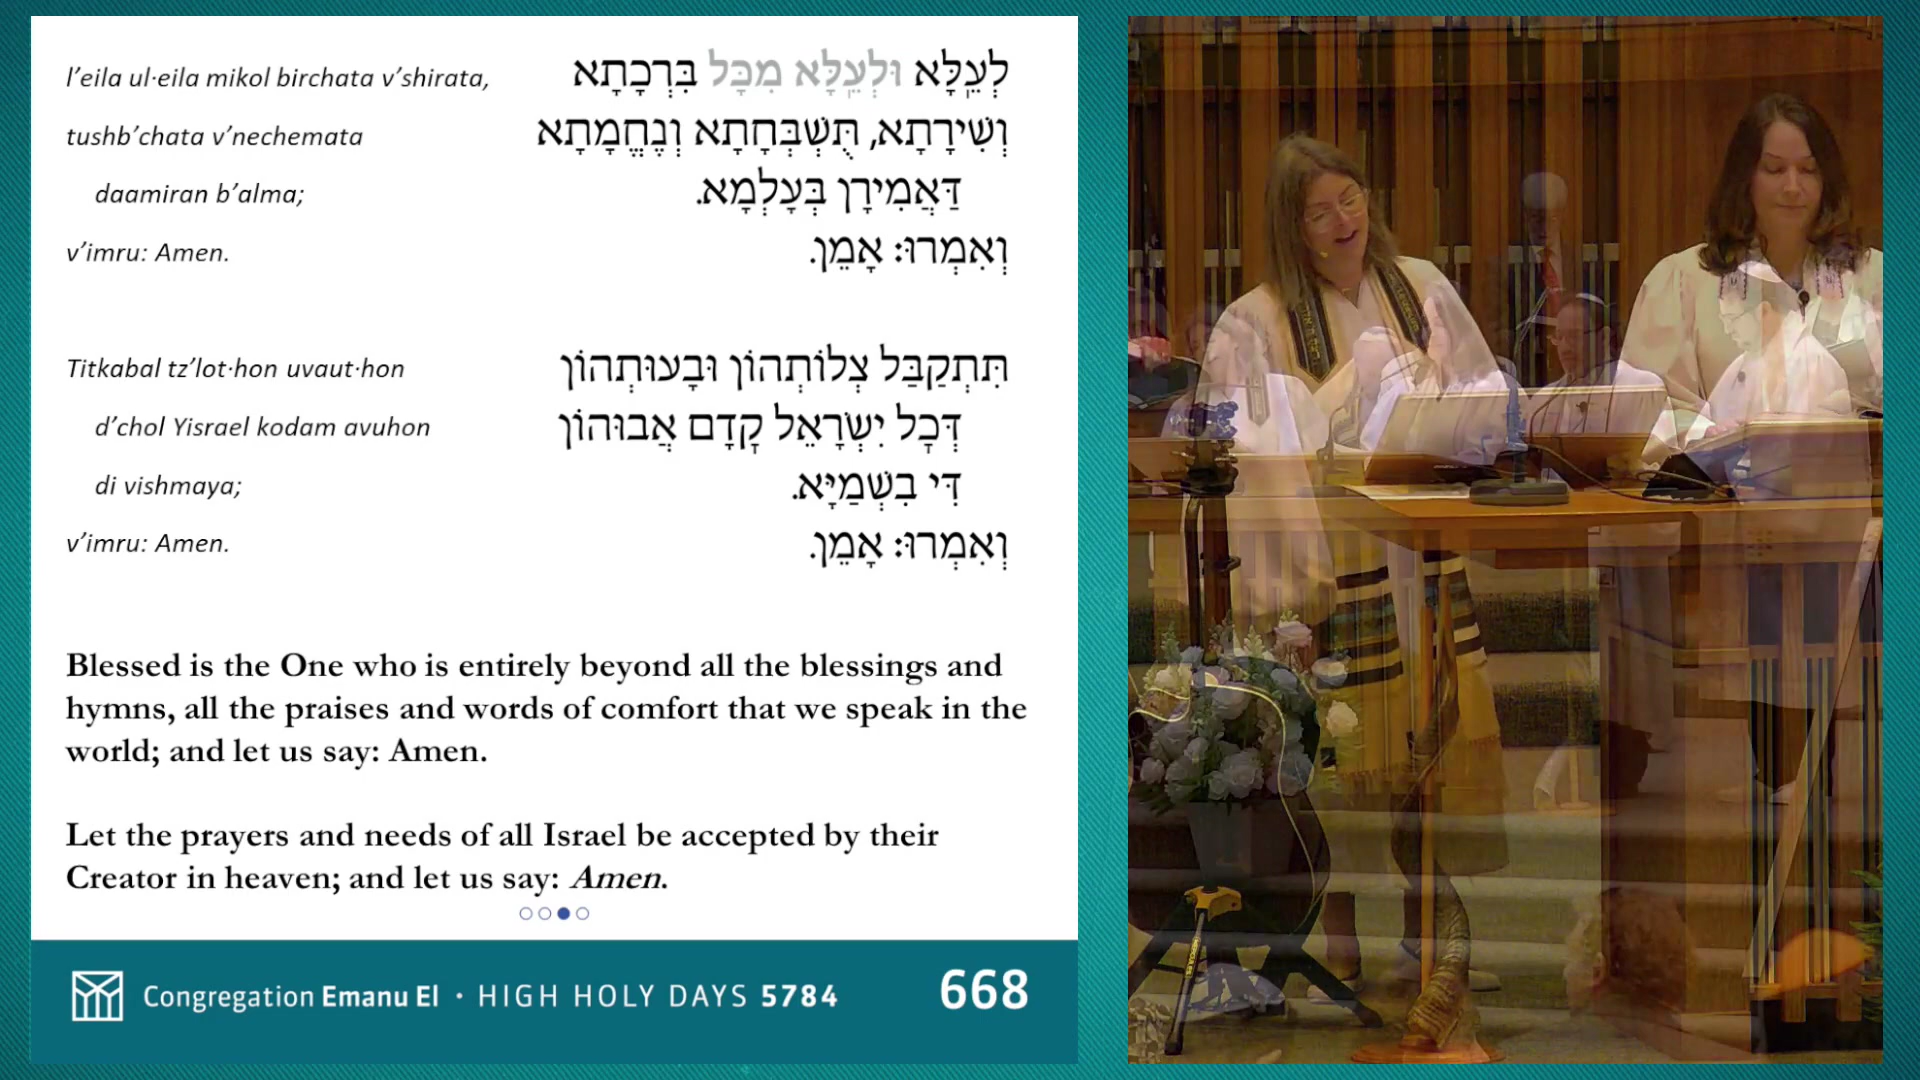 l’eila ul·eila mikol birchata v’shirata,
tushb’chata v’nechemata
daamiran b’alma;
v’imru: Amen.
לְעֵֽלָּא וּלְעֵֽלָּא מִכָּל בִּרְכָתָא
וְשִׁירָתָא, תֻּשְׁבְּחָתָא וְנֶחֱמָתָא
דַּאֲמִירָן בְּעָלְמָא.
וְאִמְרוּ: אָמֵן.
Titkabal tz’lot·hon uvaut·hon
d’chol Yisrael kodam avuhon
di vishmaya;
v’imru: Amen.
תִּתְקַבַּל צְלוֹתְהוֹן וּבָעוּתְהוֹן
דְּכָל יִשְׂרָאֵל קֳדָם אֲבוּהוֹן
דִּי בִשְׁמַיָּא.
וְאִמְרוּ: אָמֵן.
Blessed is the One who is entirely beyond all the blessings and
hymns, all the praises and words of comfort that we speak in the
world; and let us say: Amen.
Let the prayers and needs of all Israel be accepted by their
Creator in heaven; and let us say: Amen.
Congregation Emanu El · HIGH HOLY DAYS 5784
668